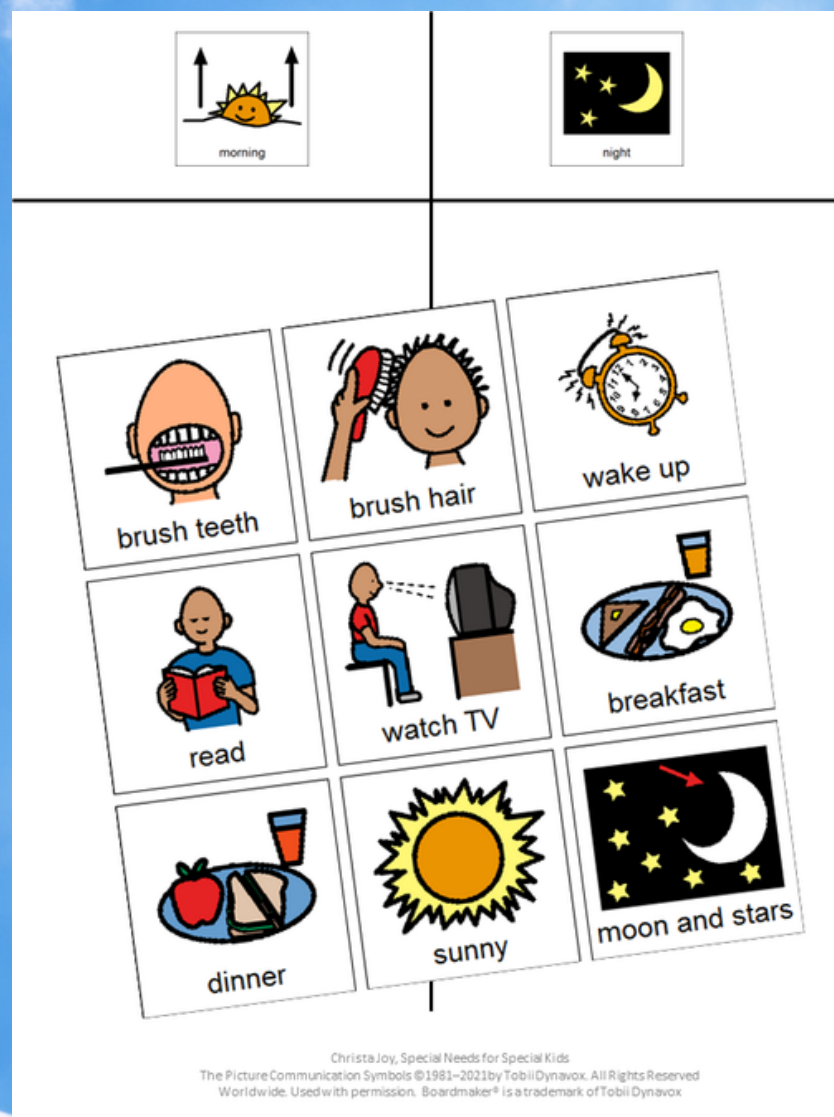 morning
night
brush teeth
brush hair
wake up
read
watch TV
breakfast
dinner
sunny
moon and stars
Christa Joy, Special Needs for Special Kids
The Picture Communication Symbols ©1981–2021 by Tobii Dynavox. All Rights Reserved
Worldwide. Used with permission. Boardmaker® is a trademark of Tobii Dynavox